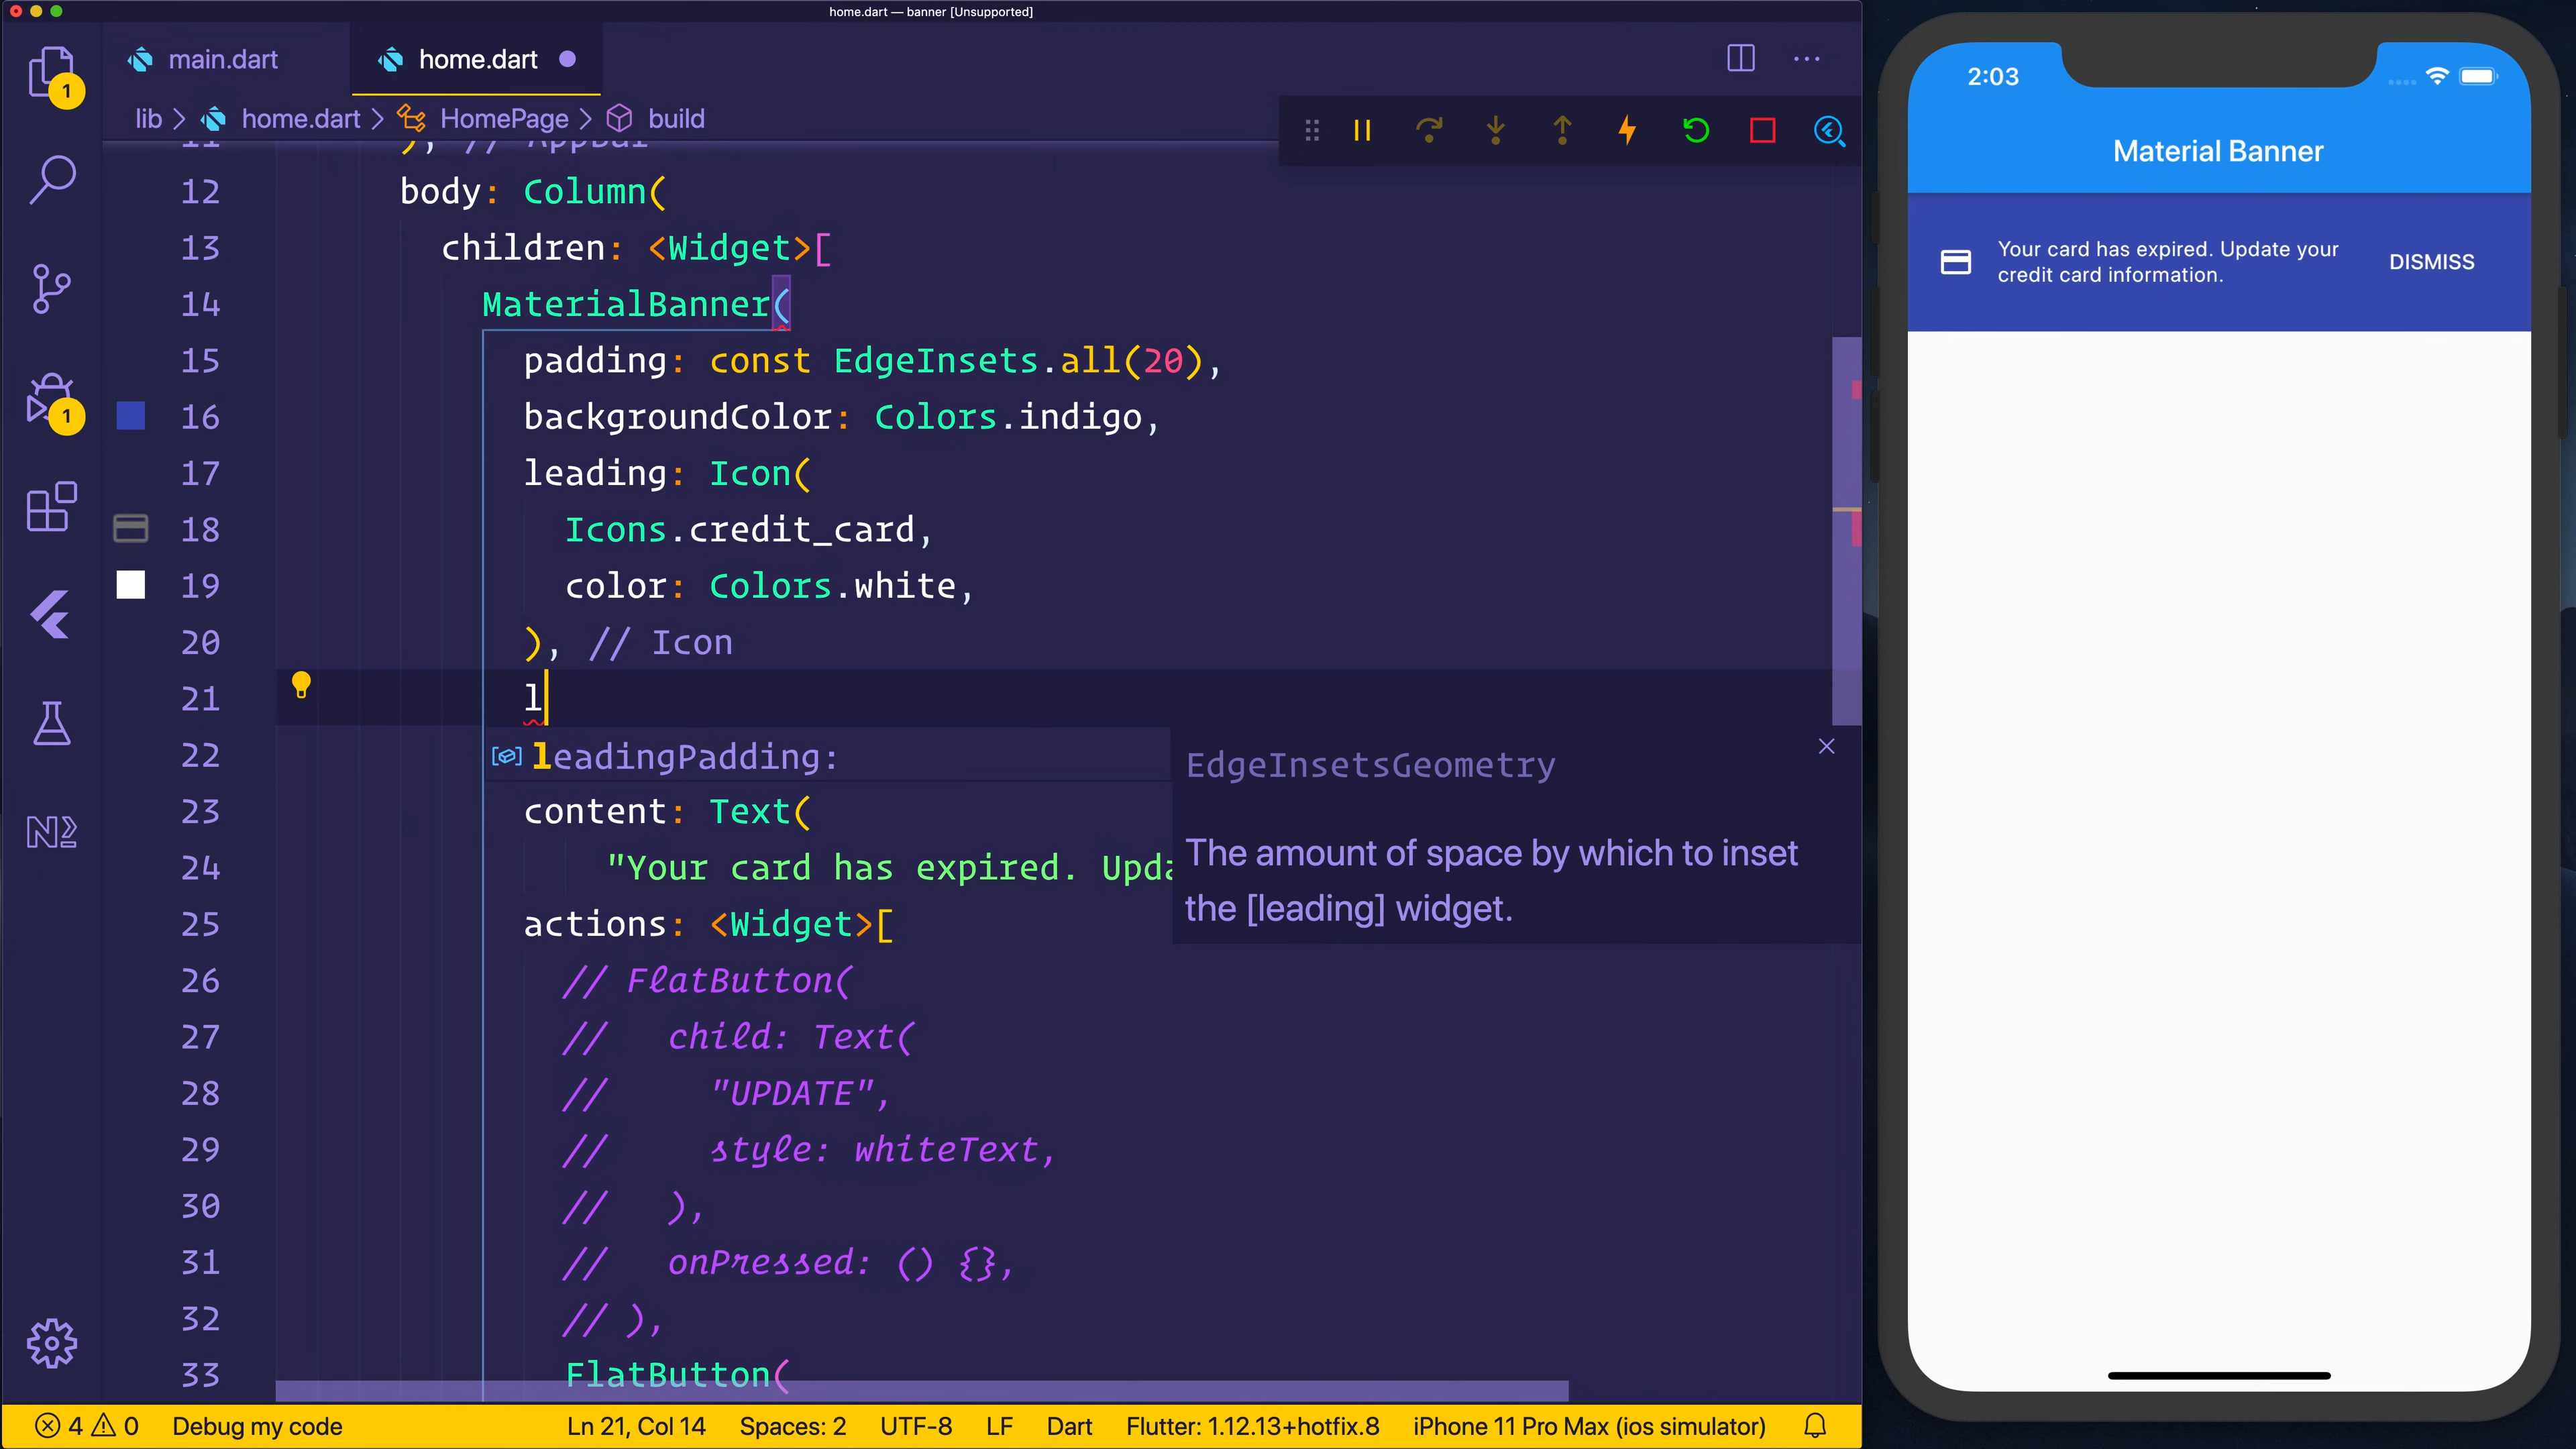 home.dart — banner [Unsupported]
main.dart
home.dart
lib > home.dart > HomePage > build
1
11 ), // AppBar
12 body: Column(
13 children: <Widget>[
14 MaterialBanner(
15 padding: const EdgeInsets.all(20),
1
16 backgroundColor: Colors.indigo,
17 leading: Icon(
18 Icons.credit_card,
19 color: Colors.white,
20 ), // Icon
21 l
22 leadingPadding:
EdgeInsetsGeometry
The amount of space by which to inset
the [leading] widget.
23 content: Text(
24 "Your card has expired. Upda
25 actions: <Widget>[
26 // FlatButton(
27 // child: Text(
28 // "UPDATE",
29 // style: whiteText,
30 // ),
31 // onPressed: () {},
32 // ),
33 FlatButton(
4 0 Debug my code Ln 21, Col 14 Spaces: 2 UTF-8 LF Dart Flutter: 1.12.13+hotfix.8 iPhone 11 Pro Max (ios simulator)
2:03
Material Banner
Your card has expired. Update your
credit card information.
DISMISS